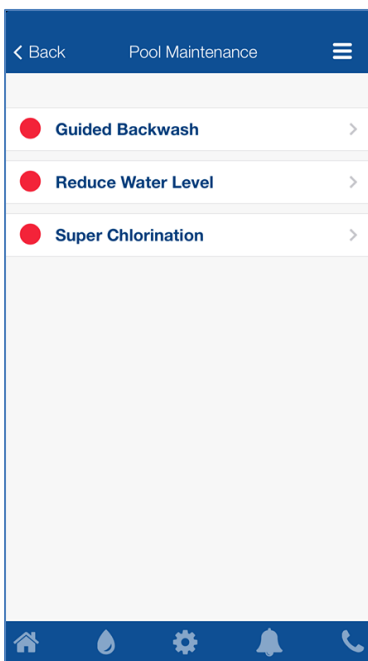 Back Pool Maintenance
Guided Backwash
Reduce Water Level
Super Chlorination